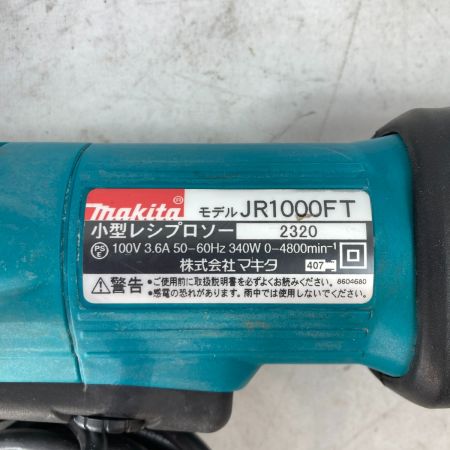 makita® モデル JR1000FT
小型レシプロソー 2320
PS E 100V 3.6A 50-60Hz 340W 0-4800min⁻¹
株式会社マキタ 407
⚠警告 ●ご使用前に取扱説明書を必ずよくお読みください。 8604680
●感電の恐れがあります。雨中では使用しないでください。